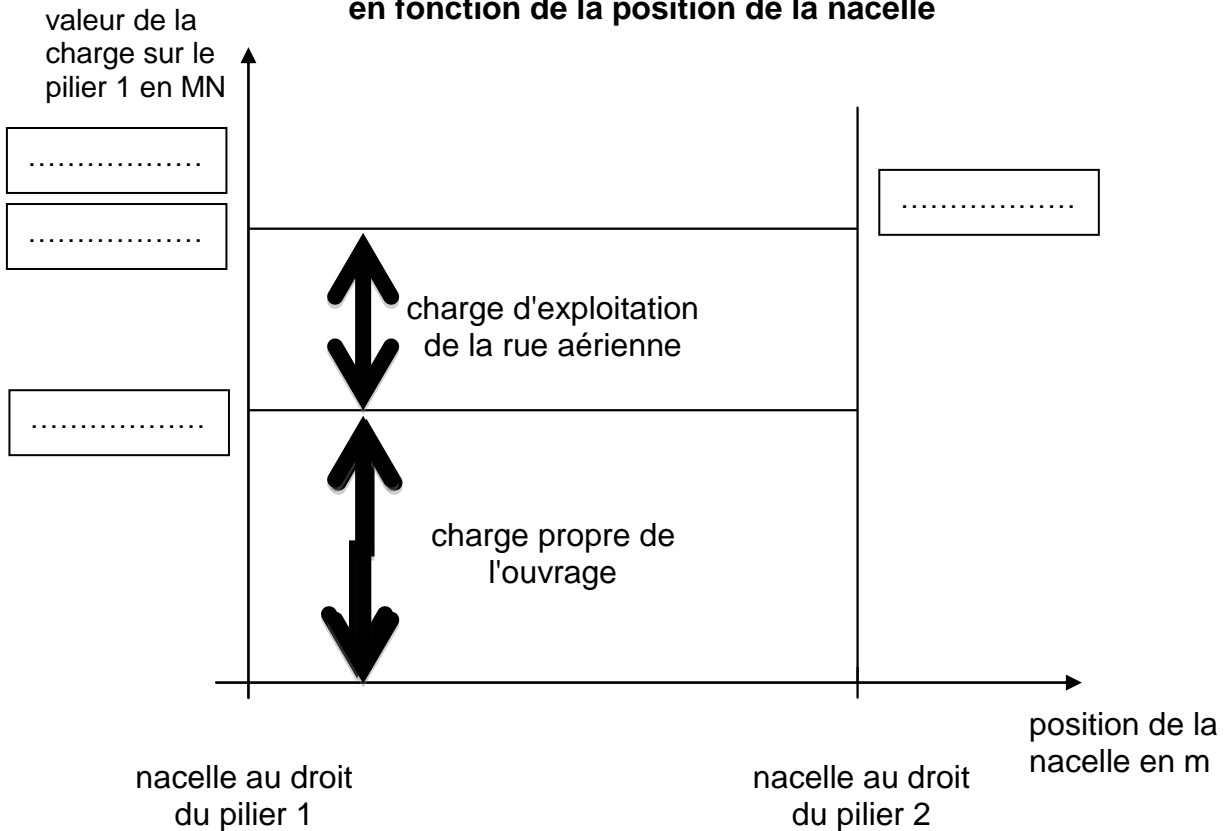 en fonction de la position de la nacelle
valeur de la
charge sur le
pilier 1 en MN
………………
………………
………………
………………
charge d'exploitation
de la rue aérienne
charge propre de
l'ouvrage
position de la
nacelle en m
nacelle au droit
du pilier 1
nacelle au droit
du pilier 2